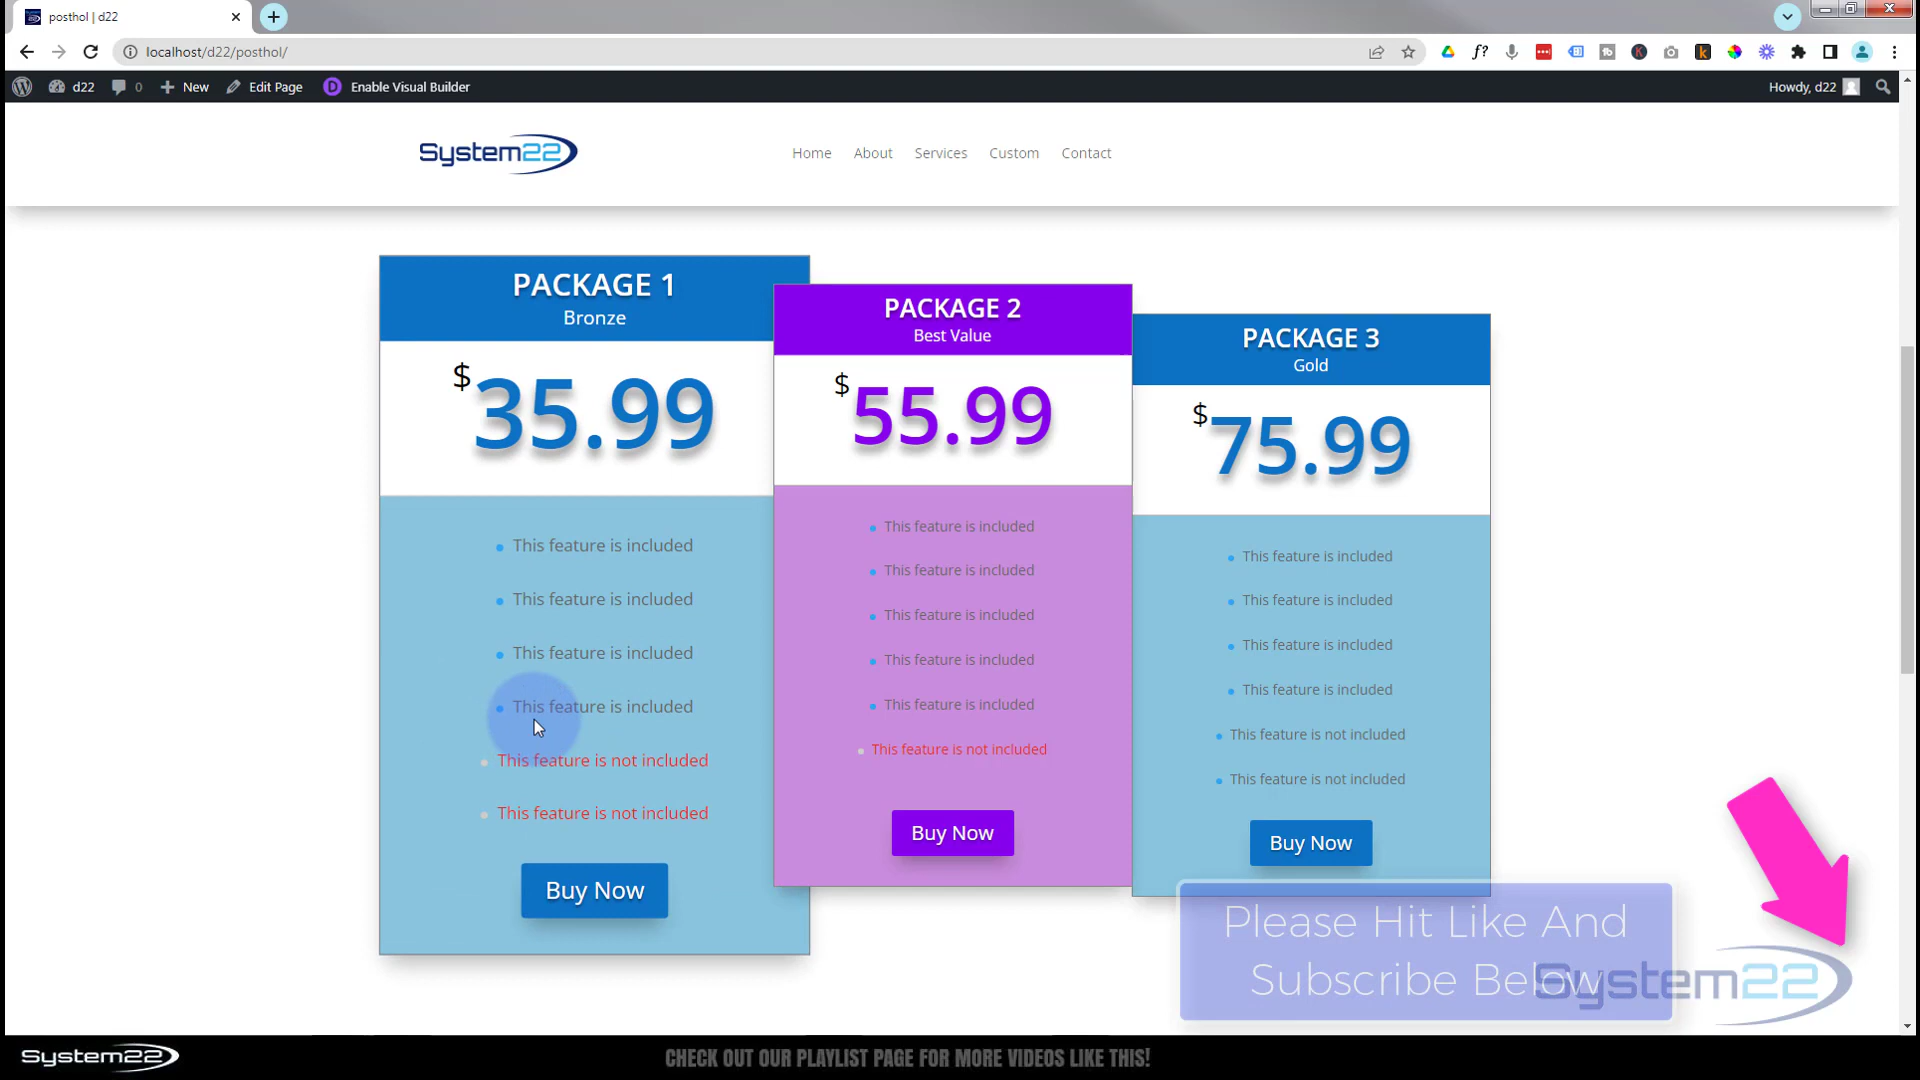 posthol | d22
localhost/d22/posthol/
d22
0
New
Edit Page
Enable Visual Builder
Howdy, d22
System22
Home
About
Services
Custom
Contact
PACKAGE 1
Bronze
$
35.99
This feature is included
This feature is included
This feature is included
This feature is included
This feature is not included
This feature is not included
Buy Now
PACKAGE 2
Best Value
$
55.99
This feature is included
This feature is included
This feature is included
This feature is included
This feature is included
This feature is not included
Buy Now
PACKAGE 3
Gold
$
75.99
This feature is included
This feature is included
This feature is included
This feature is included
This feature is not included
This feature is not included
Buy Now
Please Hit Like And
Subscribe Below
System22
System22
CHECK OUT OUR PLAYLIST PAGE FOR MORE VIDEOS LIKE THIS!